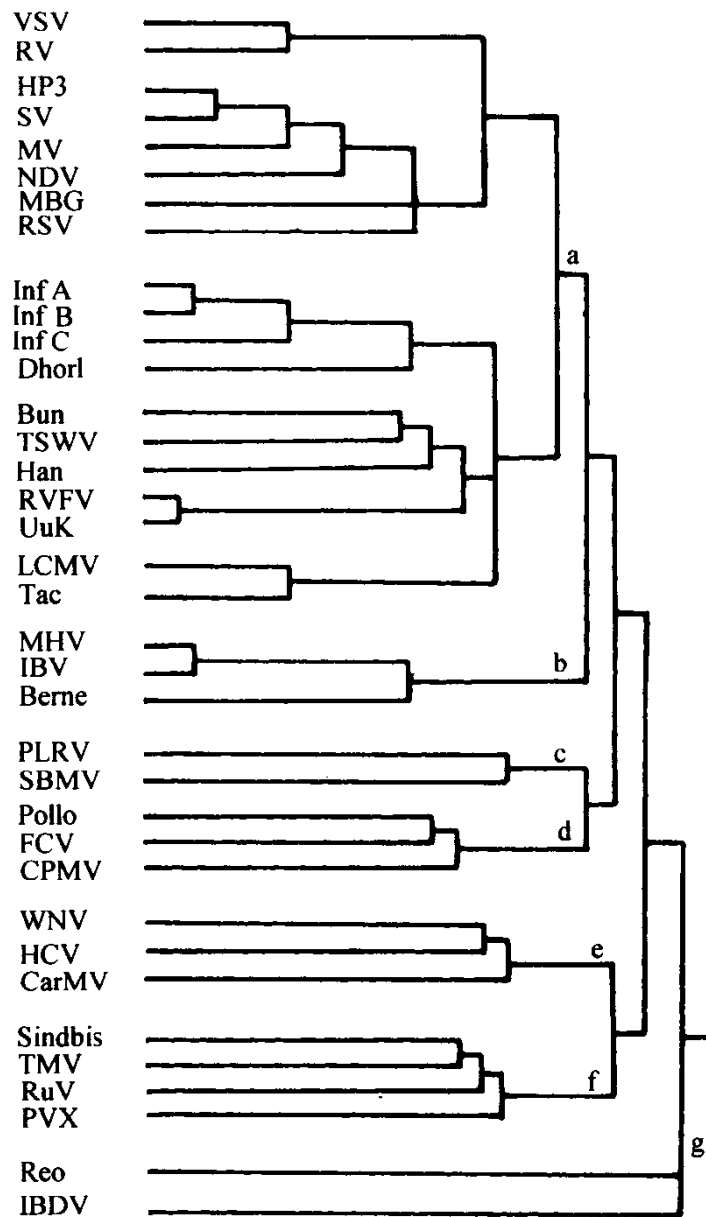 VSV
RV
HP3
SV
MV
NDV
MBG
RSV
a
Inf A
Inf B
Inf C
Dhorl
Bun
TSWV
Han
RVFV
UuK
LCMV
Tac
MHV
IBV
b
Berne
PLRV
c
SBMV
Pollo
d
FCV
CPMV
WNV
HCV
e
CarMV
Sindbis
TMV
RuV
f
PVX
g
Reo
IBDV